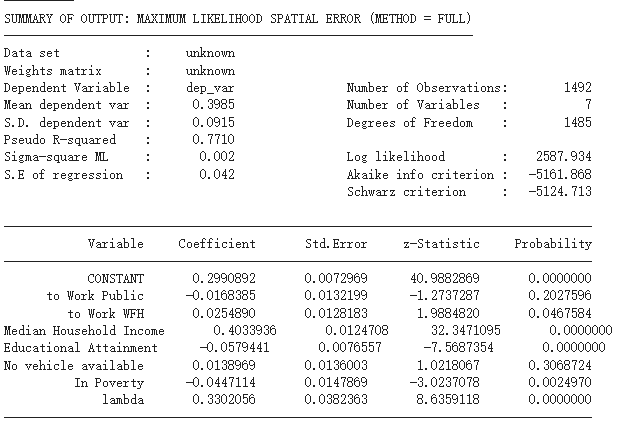 SUMMARY OF OUTPUT: MAXIMUM LIKELIHOOD SPATIAL ERROR (METHOD = FULL)
Data set : unknown
Weights matrix : unknown
Dependent Variable : dep_var Number of Observations: 1492
Mean dependent var : 0.3985 Number of Variables : 7
S.D. dependent var : 0.0915 Degrees of Freedom : 1485
Pseudo R-squared : 0.7710
Sigma-square ML : 0.002 Log likelihood : 2587.934
S.E of regression : 0.042 Akaike info criterion : -5161.868
Schwarz criterion : -5124.713
Variable Coefficient Std.Error z-Statistic Probability
CONSTANT 0.2990892 0.0072969 40.9882869 0.0000000
to Work Public -0.0168385 0.0132199 -1.2737287 0.2027596
to Work WFH 0.0254890 0.0128183 1.9884820 0.0467584
Median Household Income 0.4033936 0.0124708 32.3471095 0.0000000
Educational Attainment -0.0579441 0.0076557 -7.5687354 0.0000000
No vehicle available 0.0138969 0.0136003 1.0218067 0.3068724
In Poverty -0.0447114 0.0147869 -3.0237078 0.0024970
lambda 0.3302056 0.0382363 8.6359118 0.0000000